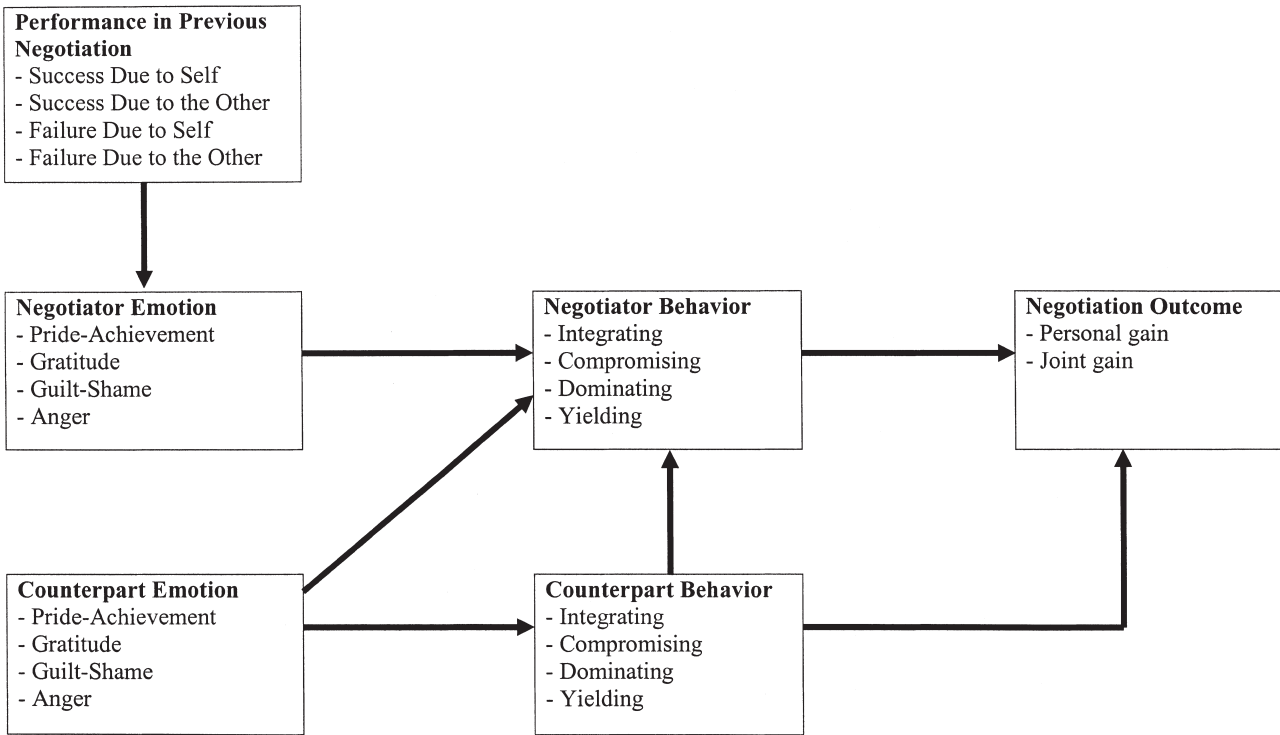 Performance in Previous
Negotiation
- Success Due to Self
- Success Due to the Other
- Failure Due to Self
- Failure Due to the Other
Negotiator Emotion
- Pride-Achievement
- Gratitude
- Guilt-Shame
- Anger
Negotiator Behavior
- Integrating
- Compromising
- Dominating
- Yielding
Negotiation Outcome
- Personal gain
- Joint gain
Counterpart Emotion
- Pride-Achievement
- Gratitude
- Guilt-Shame
- Anger
Counterpart Behavior
- Integrating
- Compromising
- Dominating
- Yielding